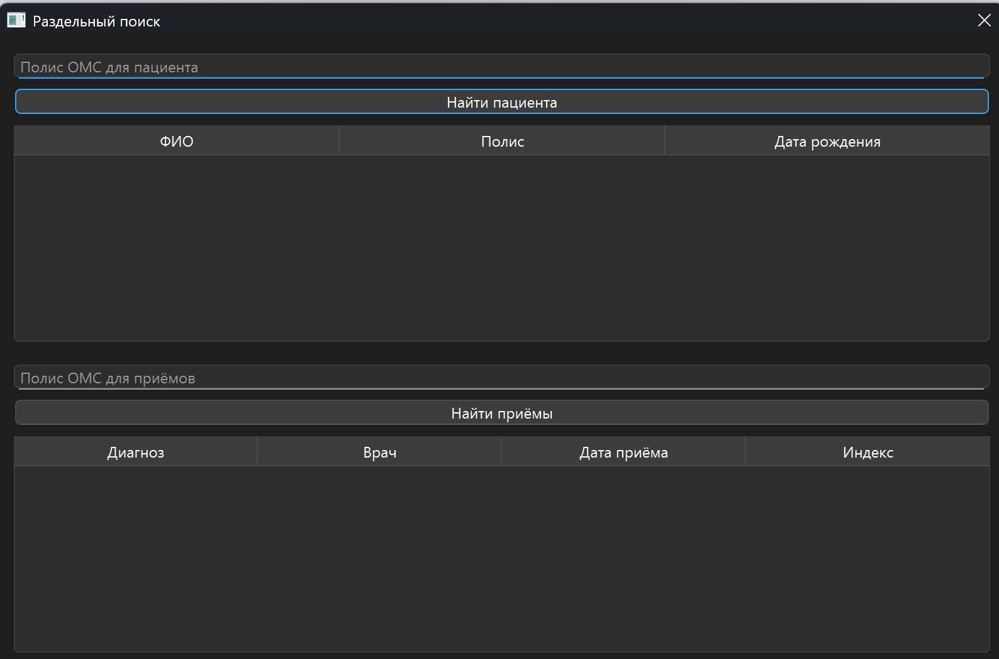 Раздельный поиск
Полис ОМС для пациента
Найти пациента
ФИО Полис Дата рождения
Полис ОМС для приёмов
Найти приёмы
Диагноз Врач Дата приёма Индекс